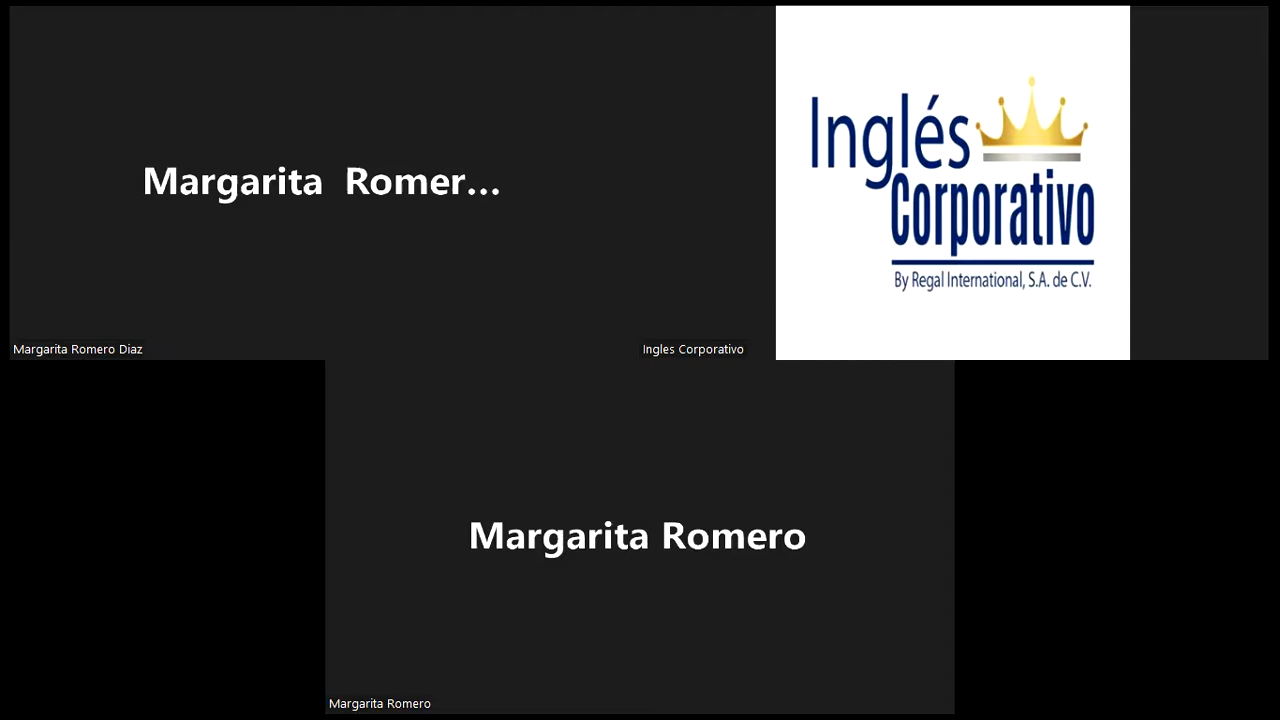 Margarita  Romer...
Margarita Romero Diaz
Inglés
Corporativo
By Regal International, S.A. de C.V.
Ingles Corporativo
Margarita Romero
Margarita Romero